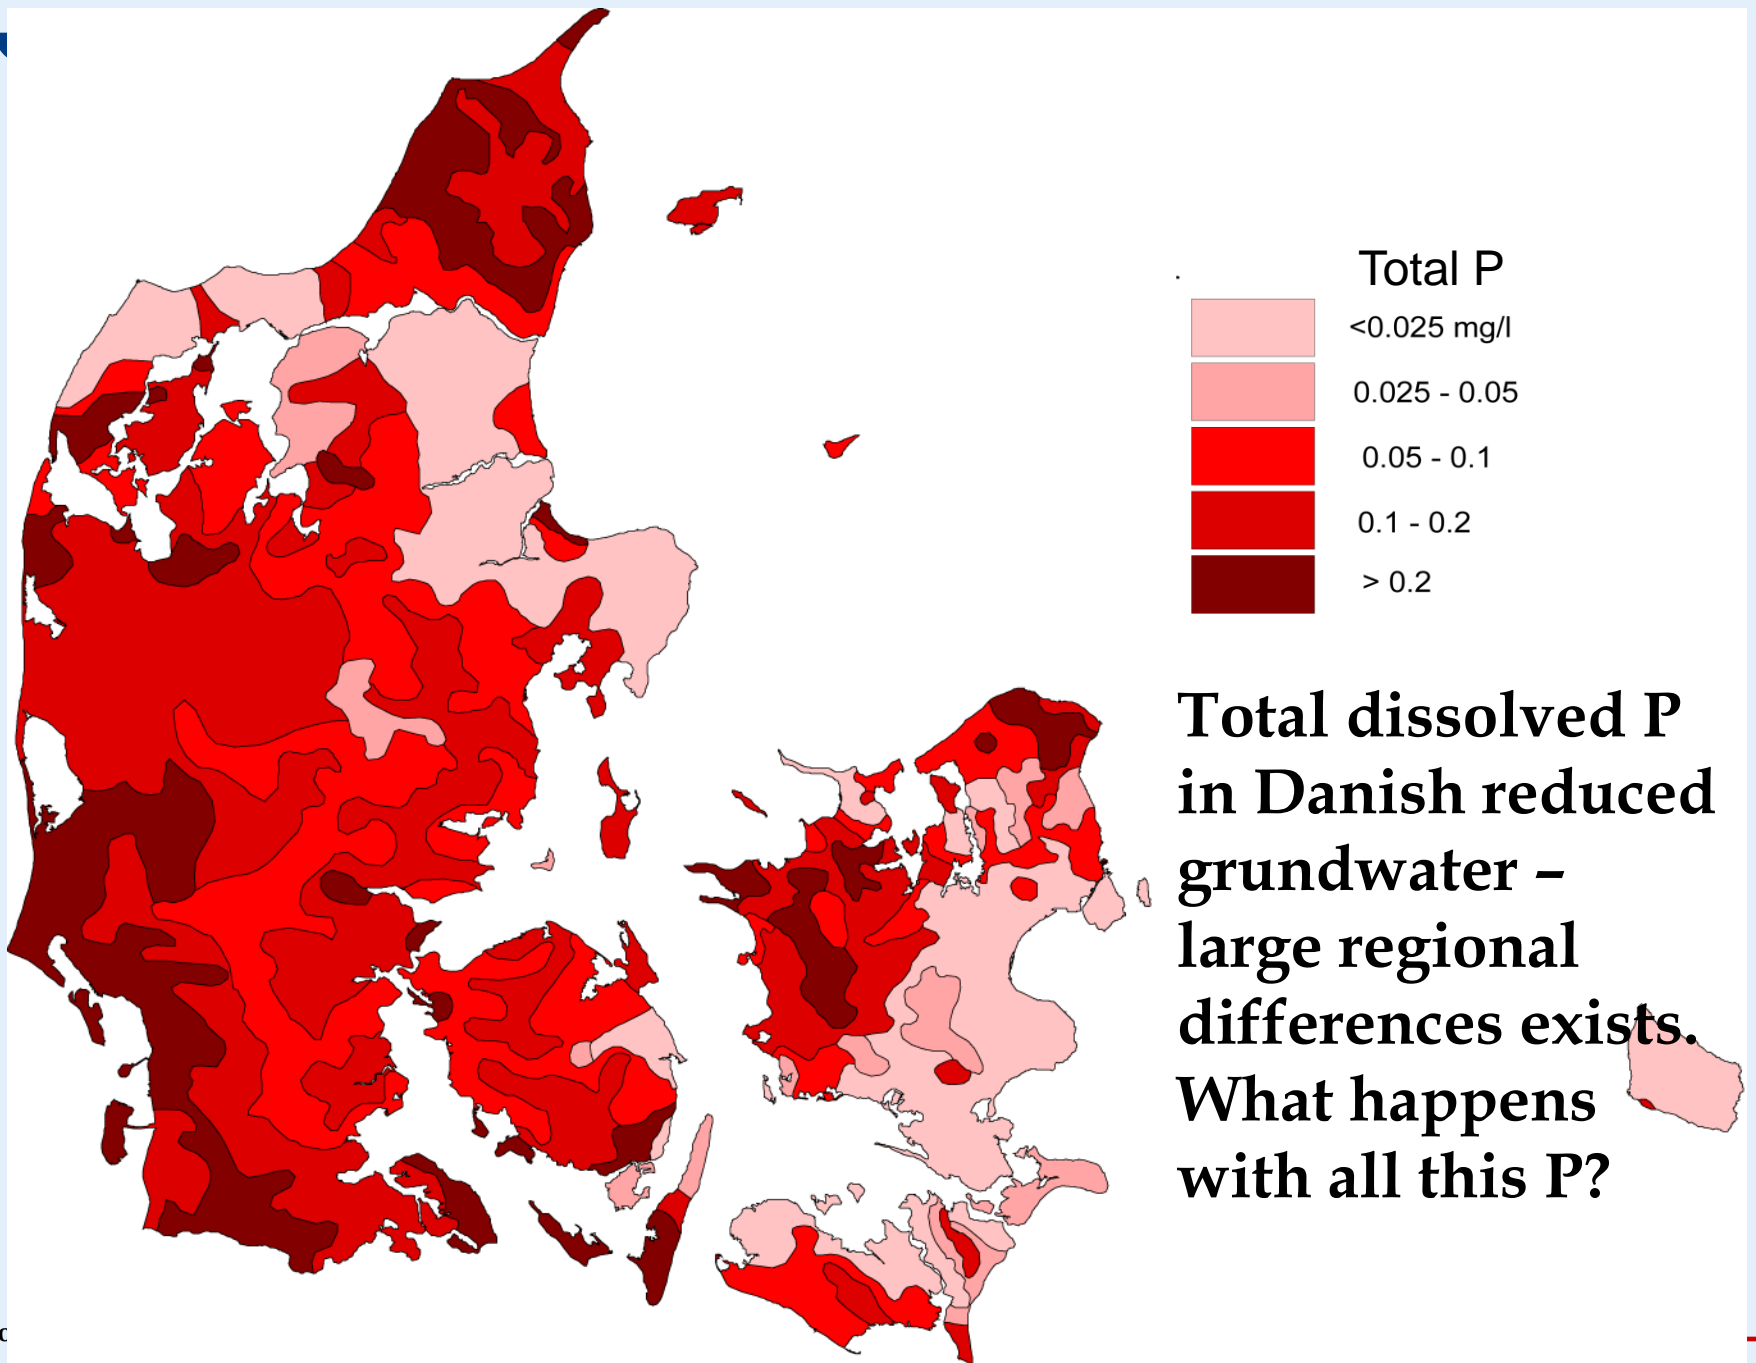 Total P
<0.025 mg/l
0.025 - 0.05
0.05 - 0.1
0.1 - 0.2
> 0.2
Total dissolved P
in Danish reduced
grundwater –
large regional
differences exists.
What happens
with all this P?